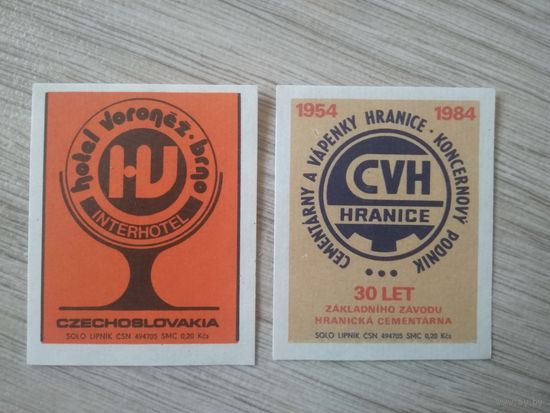 hotel voroněž · brno
HV
INTERHOTEL
CZECHOSLOVAKIA
SOLO LIPNÍK ČSN 494705 SMC 0,20 Kčs
1954 1984
CEMENTÁRNY A VÁPENKY HRANICE · KONCERNOVÝ PODNIK
CVH
HRANICE
30 LET
ZÁKLADNÍHO ZÁVODU
HRANICKÁ CEMENTÁRNA
SOLO LIPNÍK ČSN 494705 SMC 0,20 Kčs